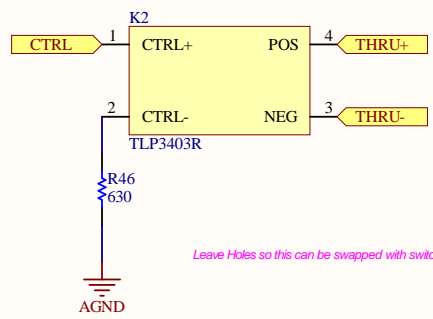 K2
CTRL 1 CTRL+ POS 4 THRU+
2 CTRL- NEG 3 THRU-
TLP3403R
R46
630
Leave Holes so this can be swapped with
AGND